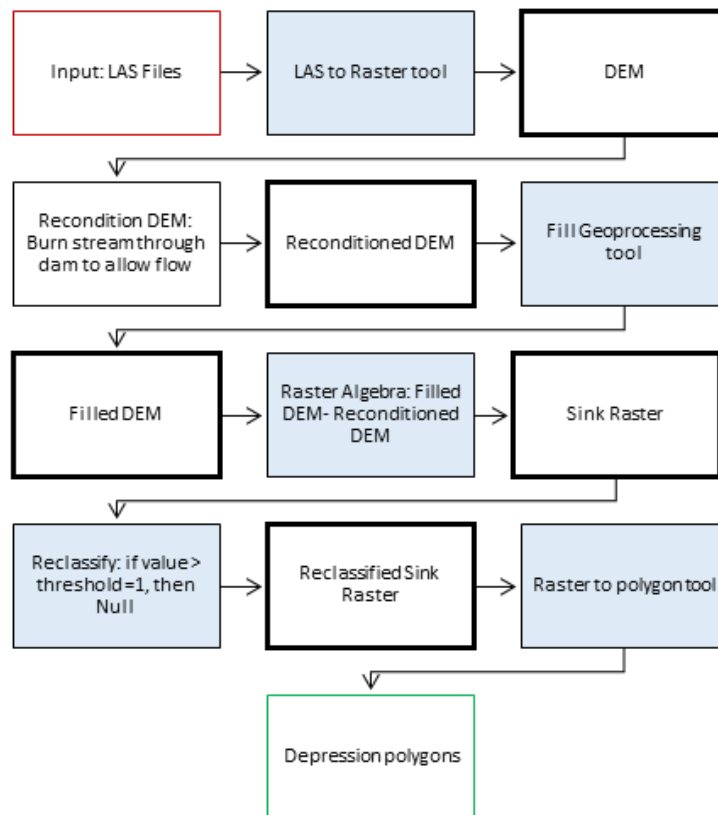 Input: LAS Files
LAS to Raster tool
DEM
Recondition DEM:
Burn stream through
dam to allow flow
Reconditioned DEM
Fill Geoprocessing
tool
Filled DEM
Raster Algebra: Filled
DEM- Reconditioned
DEM
Sink Raster
Reclassify: if value >
threshold =1, then
Null
Reclassified Sink
Raster
Raster to polygon tool
Depression polygons